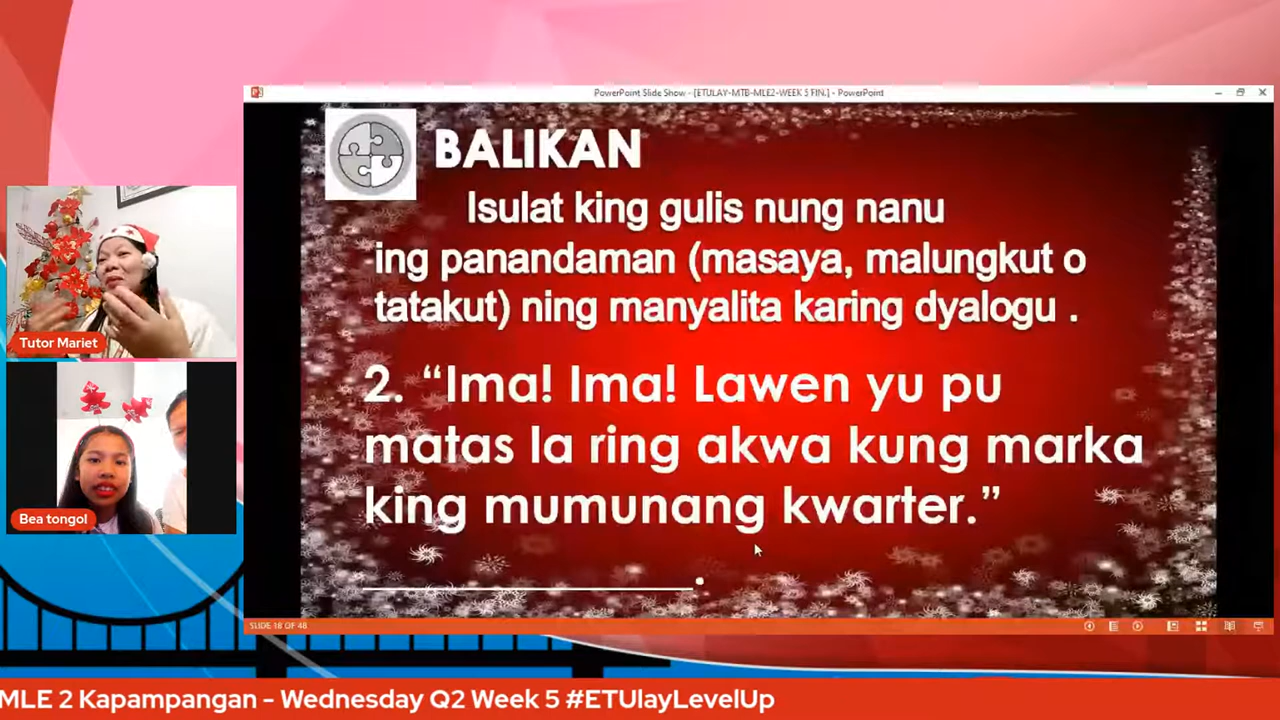 PowerPoint Slide Show - [ETULAY-MTB-MLE2-WEEK 5 FIN.] - PowerPoint
BALIKAN
Isulat king gulis nung nanu
ing panandaman (masaya, malungkut o
tatakut) ning manyalita karing dyalogu .
2. “Ima! Ima! Lawen yu pu
matas la ring akwa kung marka
king mumunang kwarter.”
SLIDE 18 OF 48
Tutor Mariet
Bea tongol
MLE 2 Kapampangan - Wednesday Q2 Week 5 #ETUlayLevelUp